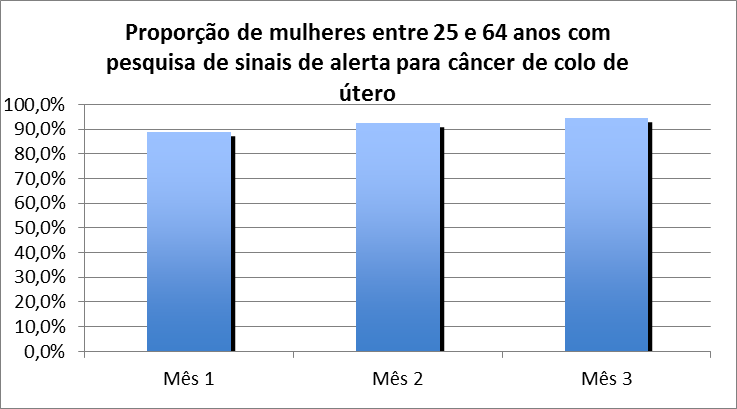 Proporção de mulheres entre 25 e 64 anos com
pesquisa de sinais de alerta para câncer de colo de
útero
100,0%
90,0%
80,0%
70,0%
60,0%
50,0%
40,0%
30,0%
20,0%
10,0%
0,0%
Mês 1 Mês 2 Mês 3